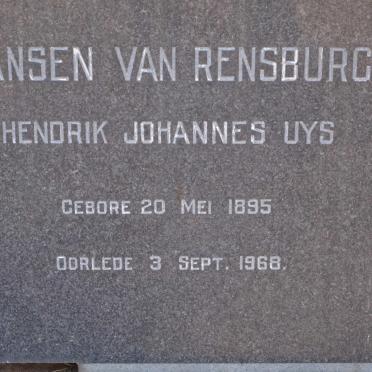 ANSEN VAN RENSBURG
HENDRIK JOHANNES UYS
GEBORE 20 MEI 1895
OORLEDE 3 SEPT. 1968.